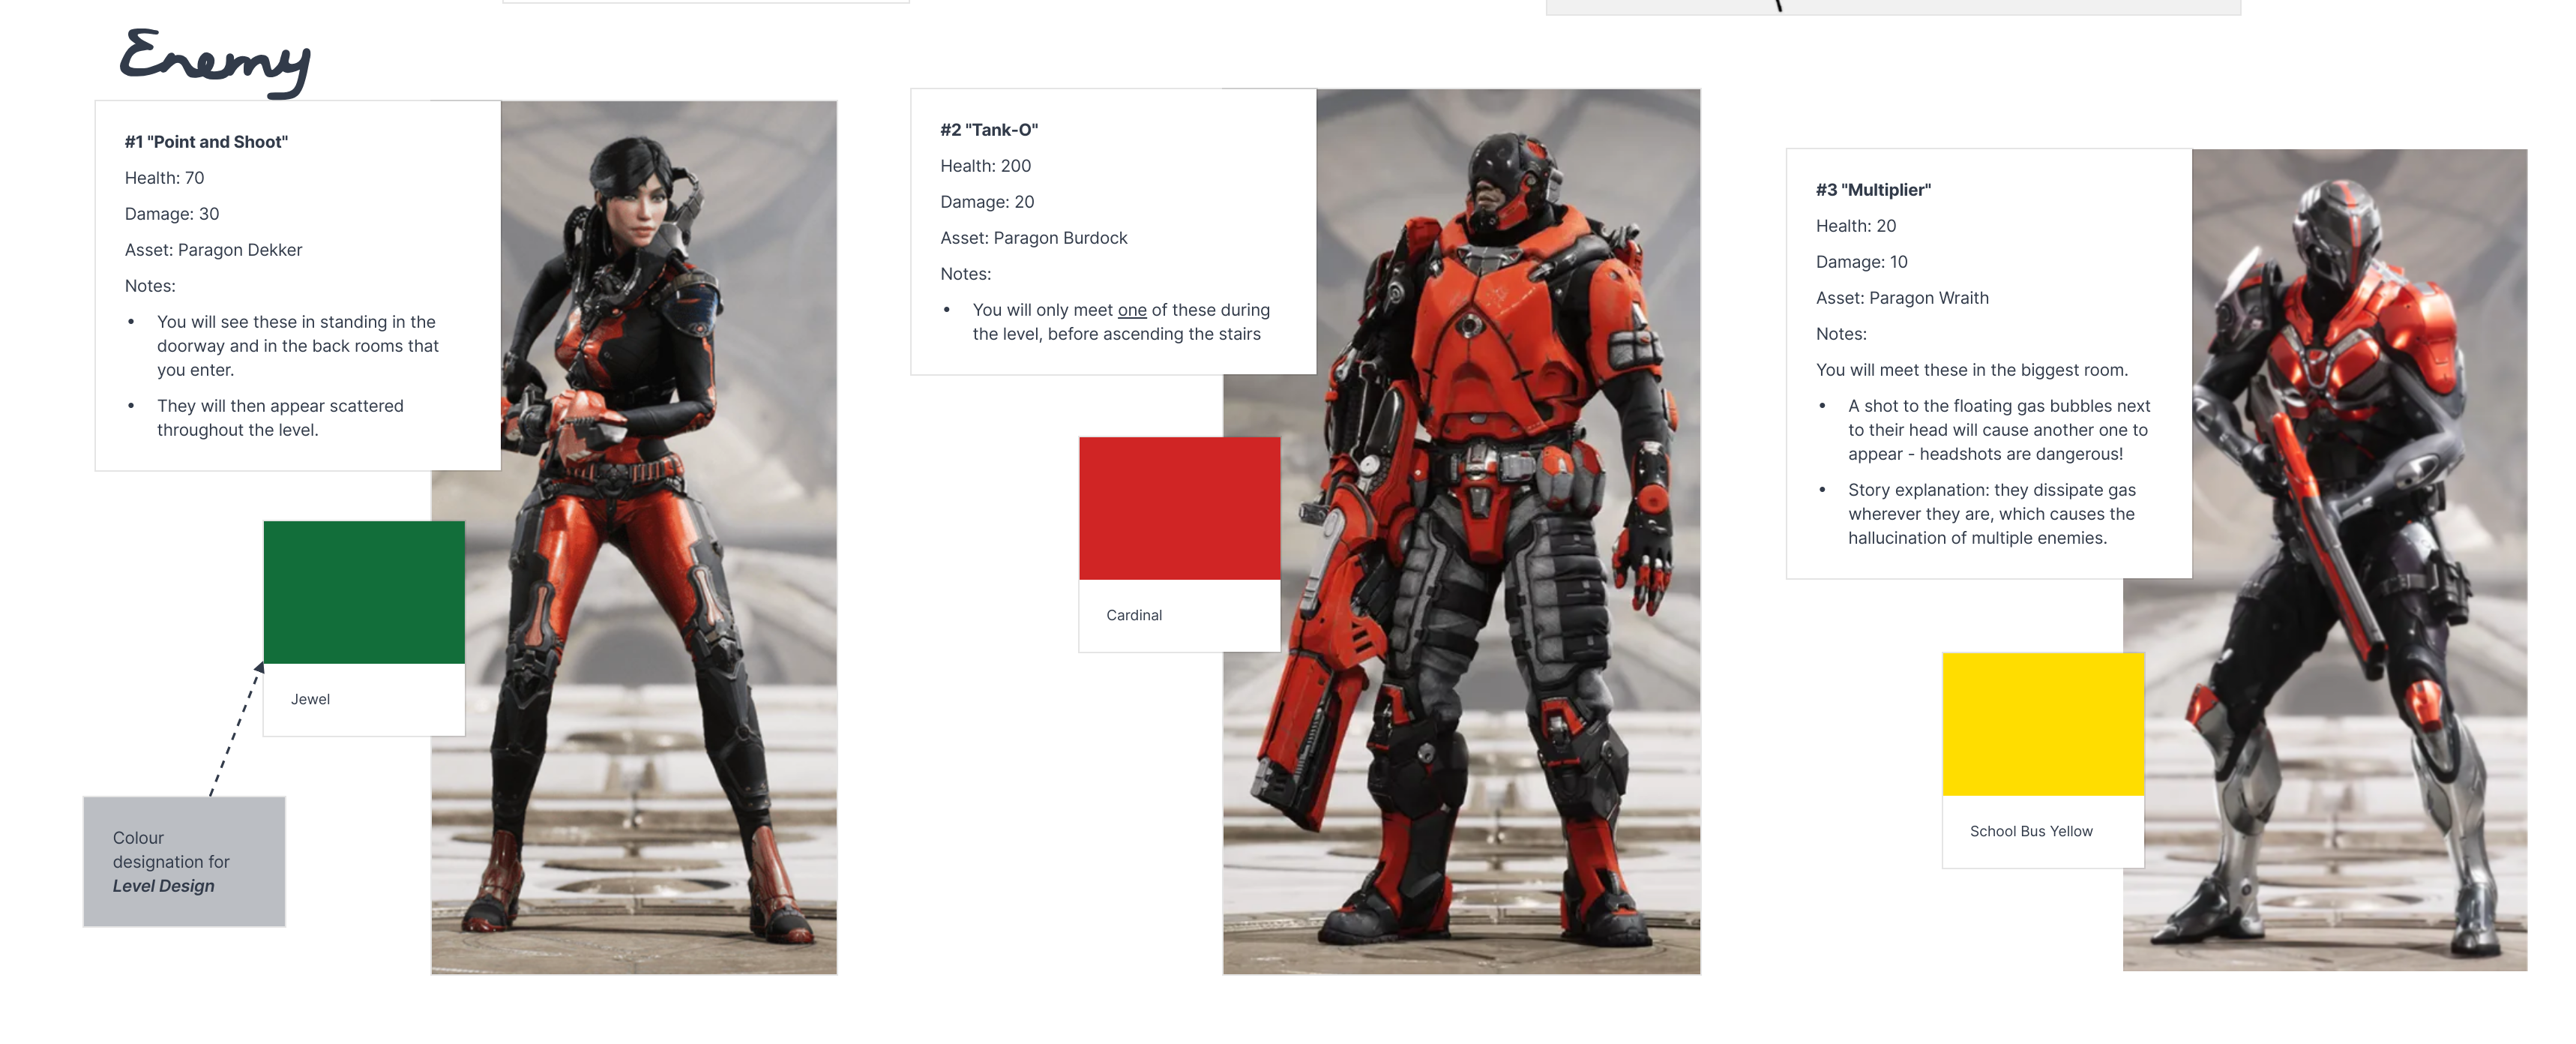 Enemy
#1 "Point and Shoot"
Health: 70
Damage: 30
Asset: Paragon Dekker
Notes:
• You will see these in standing in the
doorway and in the back rooms that
you enter.
• They will then appear scattered
throughout the level.
Jewel
Colour
designation for
Level Design
#2 "Tank-O"
Health: 200
Damage: 20
Asset: Paragon Burdock
Notes:
• You will only meet one of these during
the level, before ascending the stairs
Cardinal
#3 "Multiplier"
Health: 20
Damage: 10
Asset: Paragon Wraith
Notes:
You will meet these in the biggest room.
• A shot to the floating gas bubbles next
to their head will cause another one to
appear - headshots are dangerous!
• Story explanation: they dissipate gas
wherever they are, which causes the
hallucination of multiple enemies.
School Bus Yellow